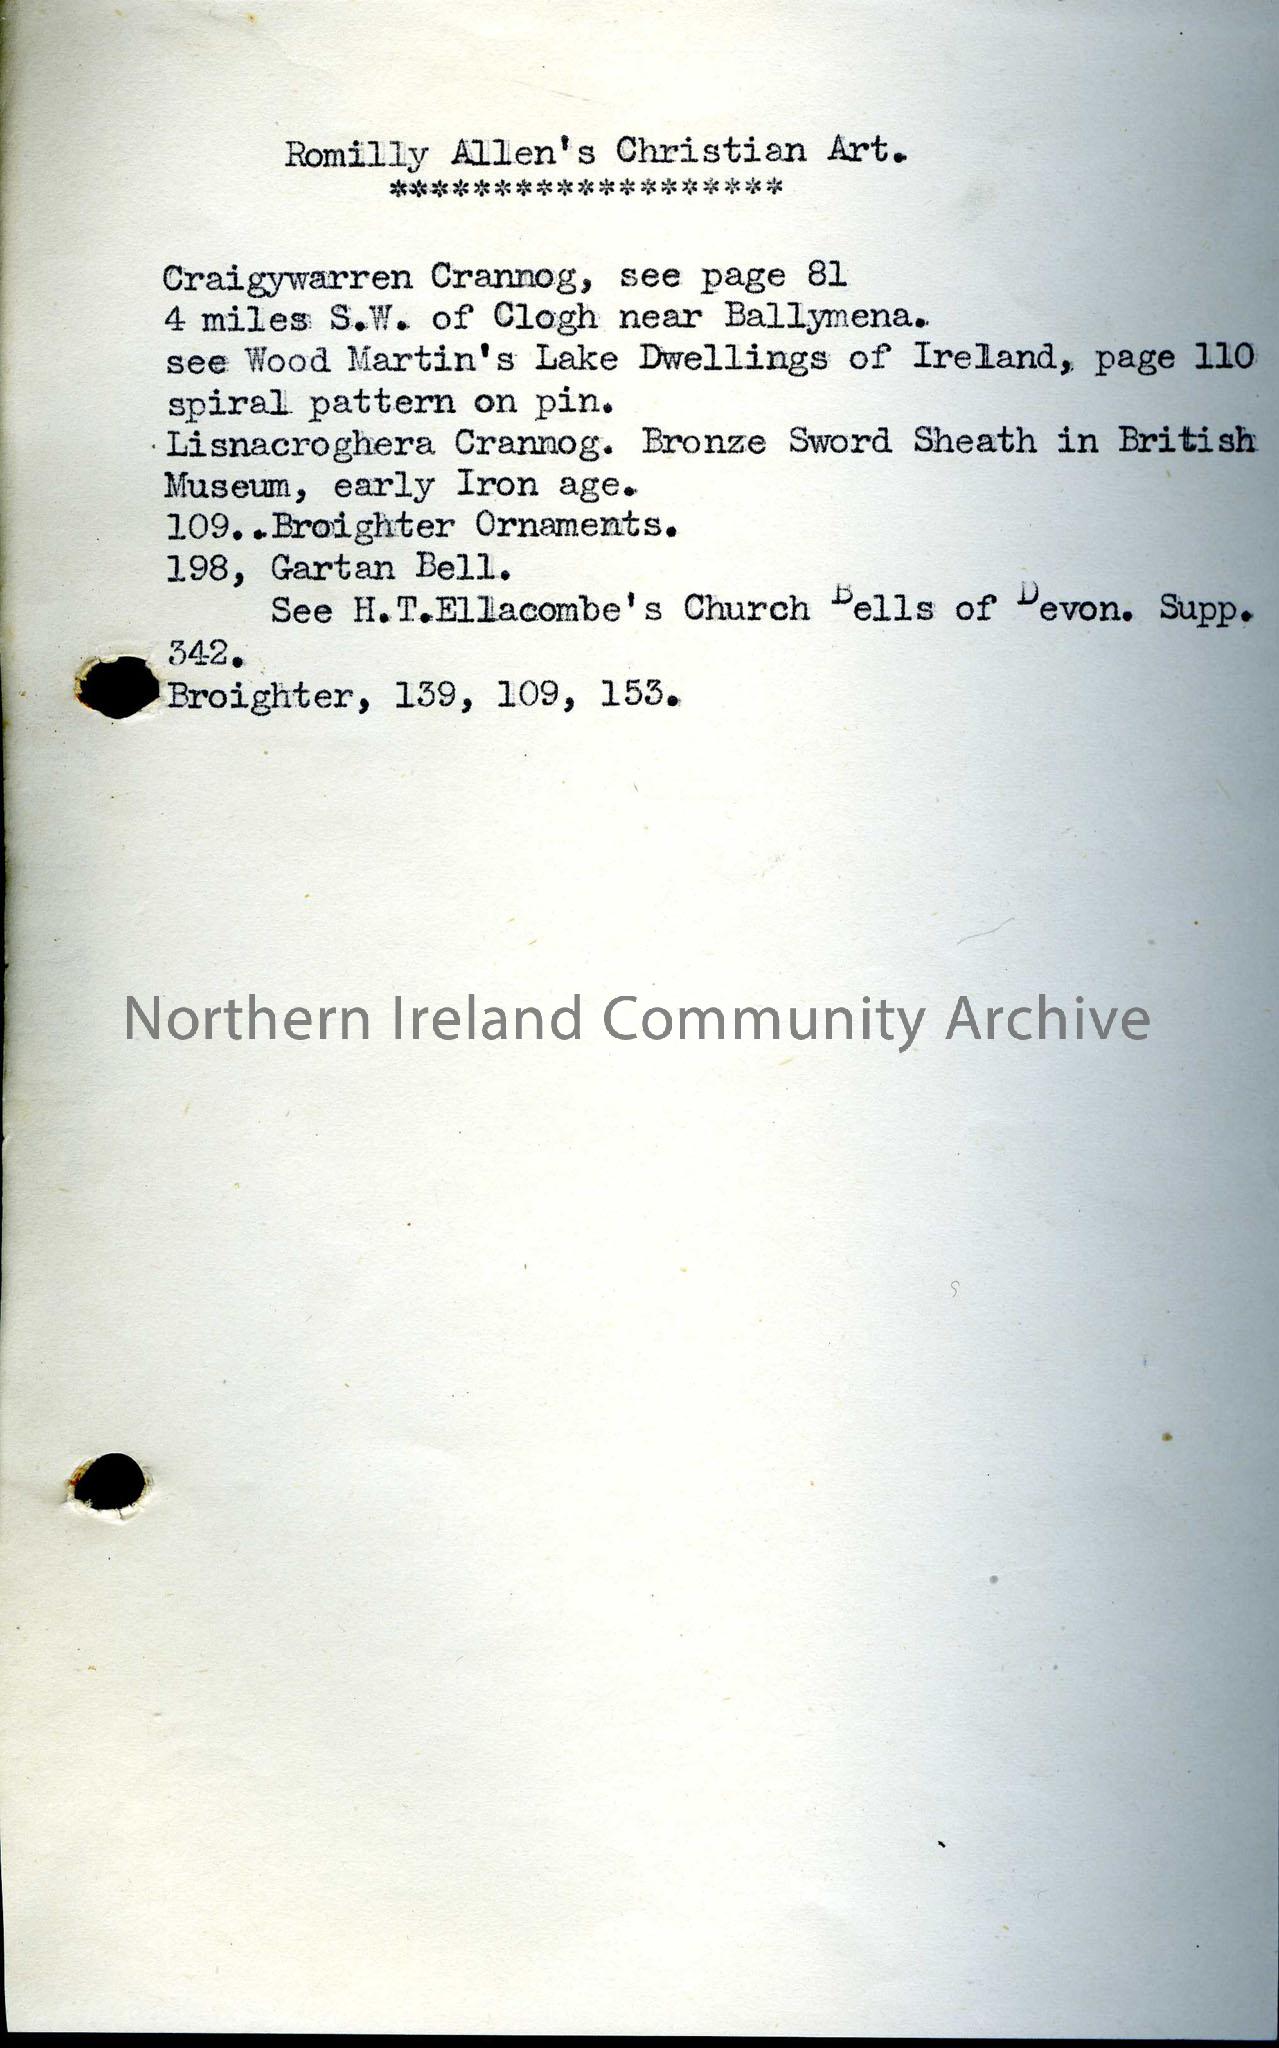 Romilly Allen's Christian Art.
*******************
Craigywarren Crannog, see page 81
4 miles S.W. of Clogh near Ballymena.
see Wood Martin's Lake Dwellings of Ireland, page 110
spiral pattern on pin.
Lisnacroghera Crannog. Bronze Sword Sheath in British
Museum, early Iron age.
109..Broighter Ornaments.
198, Gartan Bell.
See H.T.Ellacombe's Church Bells of Devon. Supp.
342.
Broighter, 139, 109, 153.
Northern Ireland Community Archive